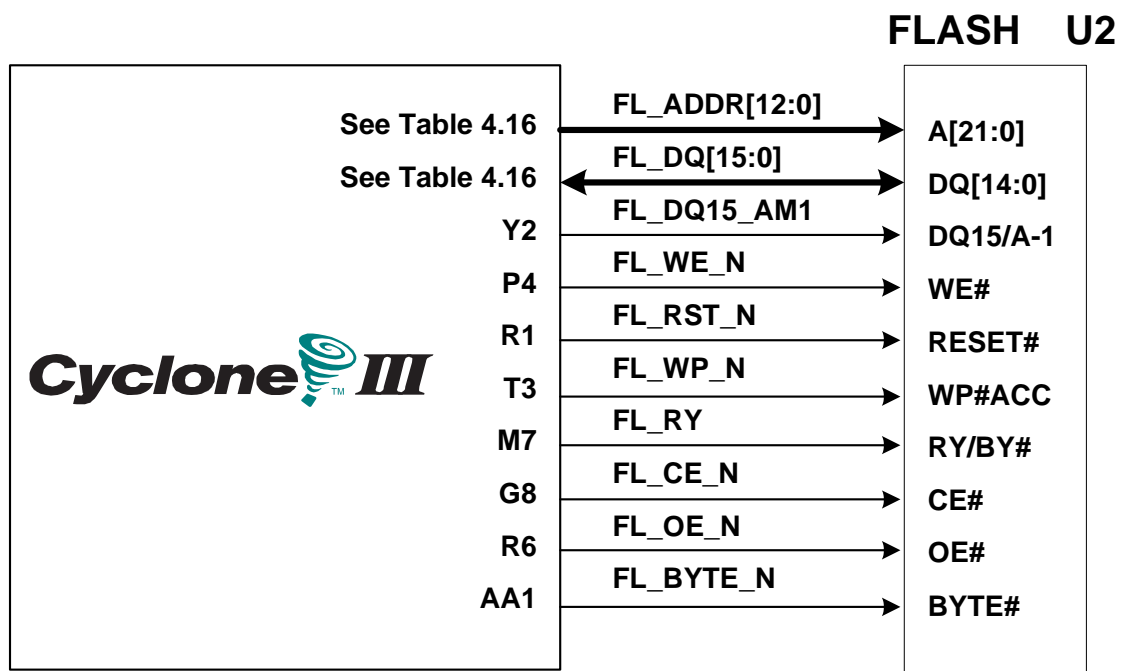 FLASH U2
See Table 4.16 FL_ADDR[12:0] A[21:0]
See Table 4.16 FL_DQ[15:0] DQ[14:0]
Y2 FL_DQ15_AM1 DQ15/A-1
P4 FL_WE_N WE#
R1 FL_RST_N RESET#
Cyclone III
TM
T3 FL_WP_N WP#ACC
M7 FL_RY RY/BY#
G8 FL_CE_N CE#
R6 FL_OE_N OE#
AA1 FL_BYTE_N BYTE#